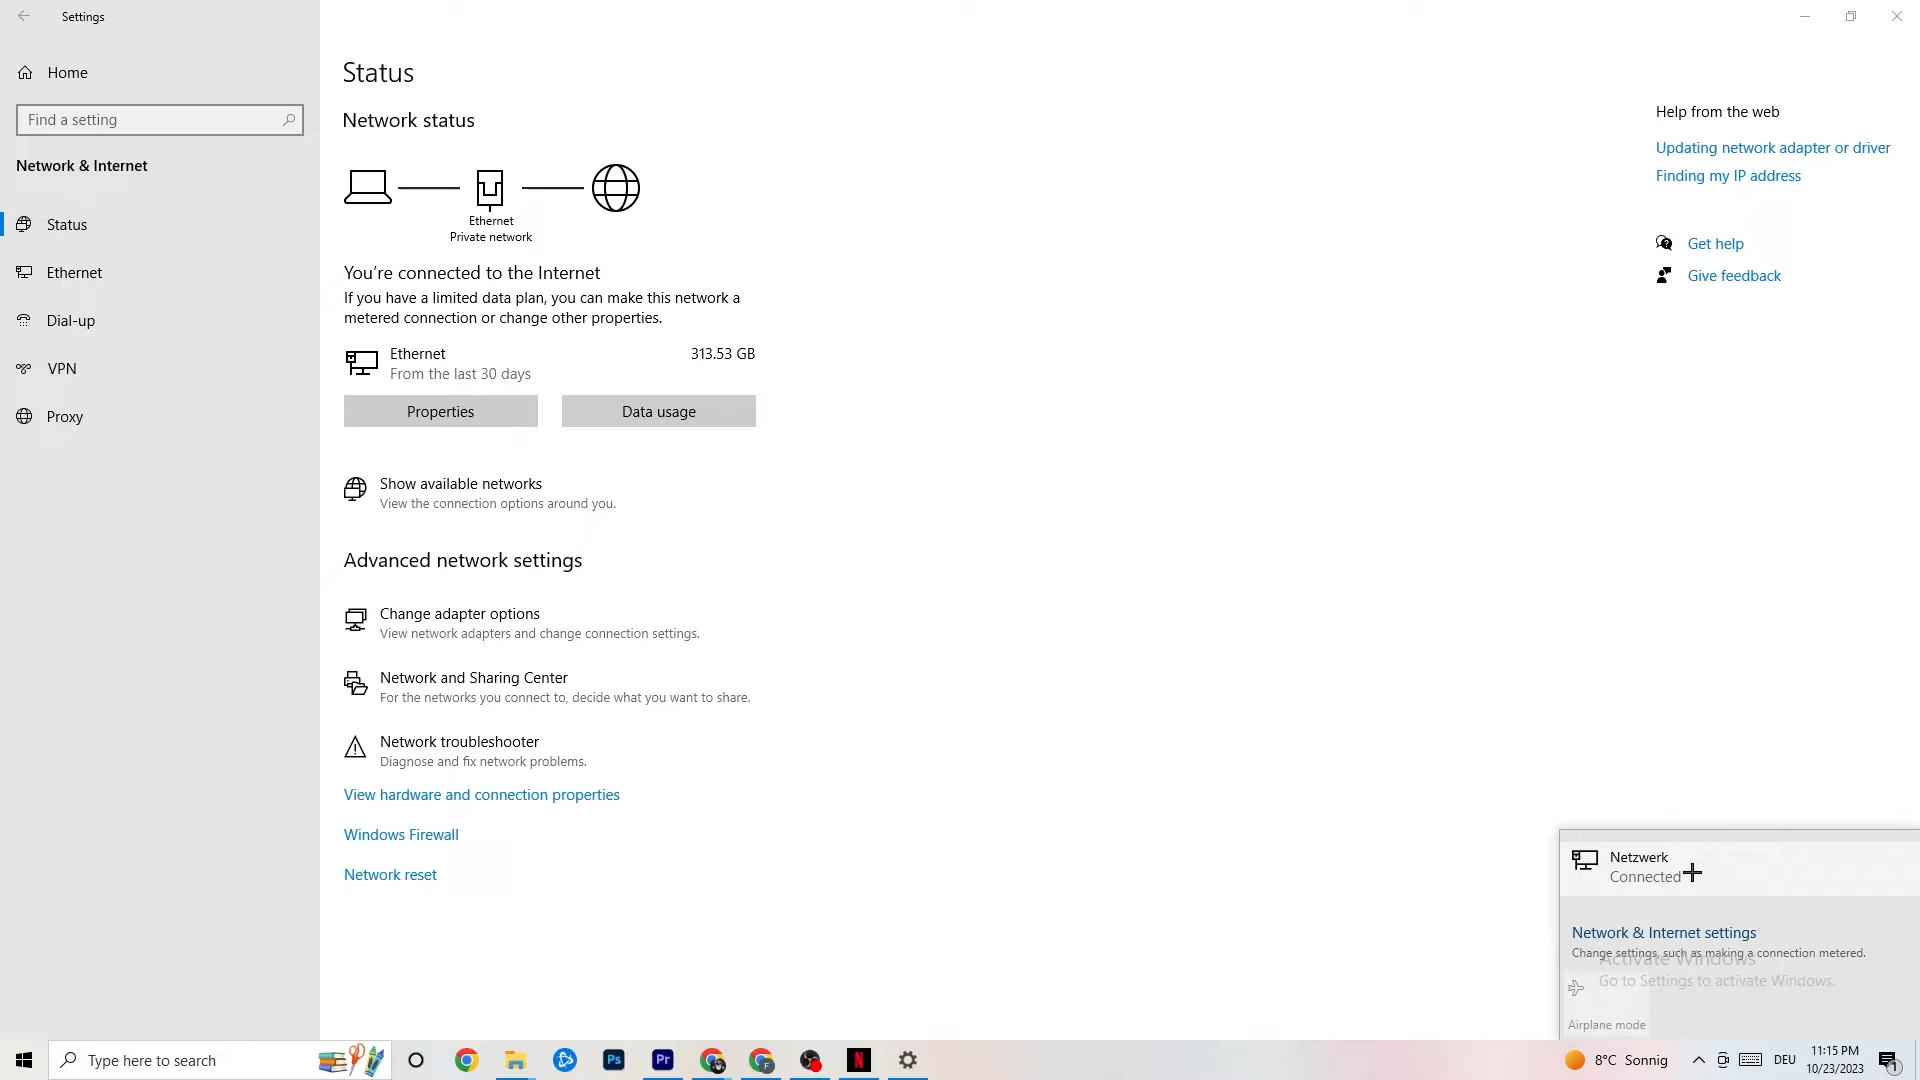 Settings
Home
Find a setting
Network & Internet
Status
Ethernet
Dial-up
VPN
Proxy
Status
Network status
Ethernet
Private network
You're connected to the Internet
If you have a limited data plan, you can make this network a
metered connection or change other properties.
Ethernet 313.53 GB
From the last 30 days
Properties Data usage
Show available networks
View the connection options around you.
Advanced network settings
Change adapter options
View network adapters and change connection settings.
Network and Sharing Center
For the networks you connect to, decide what you want to share.
Network troubleshooter
Diagnose and fix network problems.
View hardware and connection properties
Windows Firewall
Network reset
Help from the web
Updating network adapter or driver
Finding my IP address
Get help
Give feedback
Netzwerk
Connected
Network & Internet settings
Change settings, such as making a connection metered.
Activate Windows
Go to Settings to activate Windows.
Airplane mode
Type here to search
Ps
Pr
F
N
8°C Sonnig
DEU
11:15 PM
10/23/2023
1